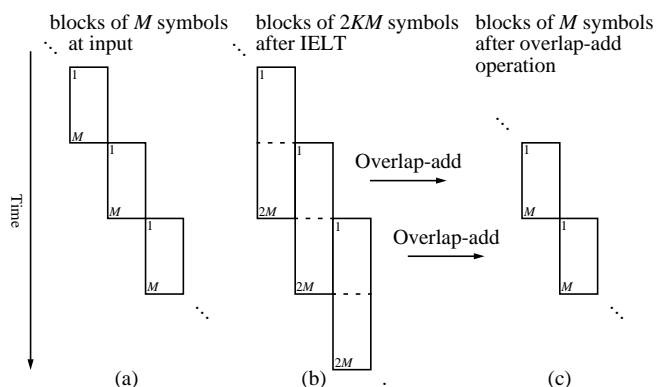 blocks of M symbols
at input
blocks of 2KM symbols
after IELT
blocks of M symbols
after overlap-add
operation
Time
1
M
1
M
1
M
1
2M
1
2M
1
2M
Overlap-add
Overlap-add
1
M
1
M
(a)
(b)
(c)